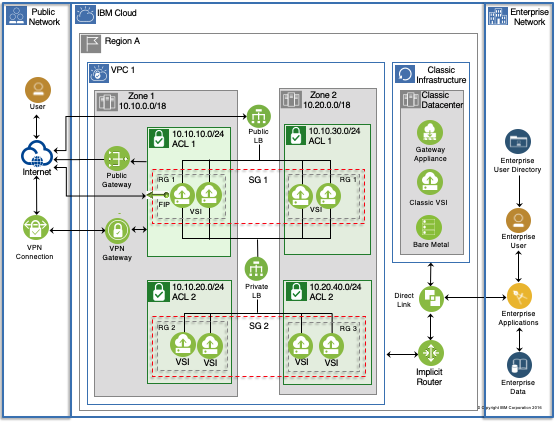 Public
Network
IBM Cloud
Enterprise
Network
Region A
VPC 1
Classic
Infrastructure
Zone 1
10.10.0.0/18
Zone 2
10.20.0.0/18
Classic
Datacenter
User
Public
LB
10.10.10.0/24
ACL 1
10.10.30.0/24
ACL 1
Gateway
Appliance
Internet
Public
Gateway
Enterprise
User Directory
RG 1
SG 1
RG 1
FIP
VSI
VSI
Classic VSI
VPN
Connection
VPN
Gateway
Bare Metal
Enterprise
User
Private
LB
10.10.20.0/24
ACL 2
10.20.40.0/24
ACL 2
Direct
Link
Enterprise
Applications
RG 2
SG 2
RG 3
VSI
VSI
VSI
VSI
Implicit
Router
Enterprise
Data
© Copyright IBM Corporation 2016